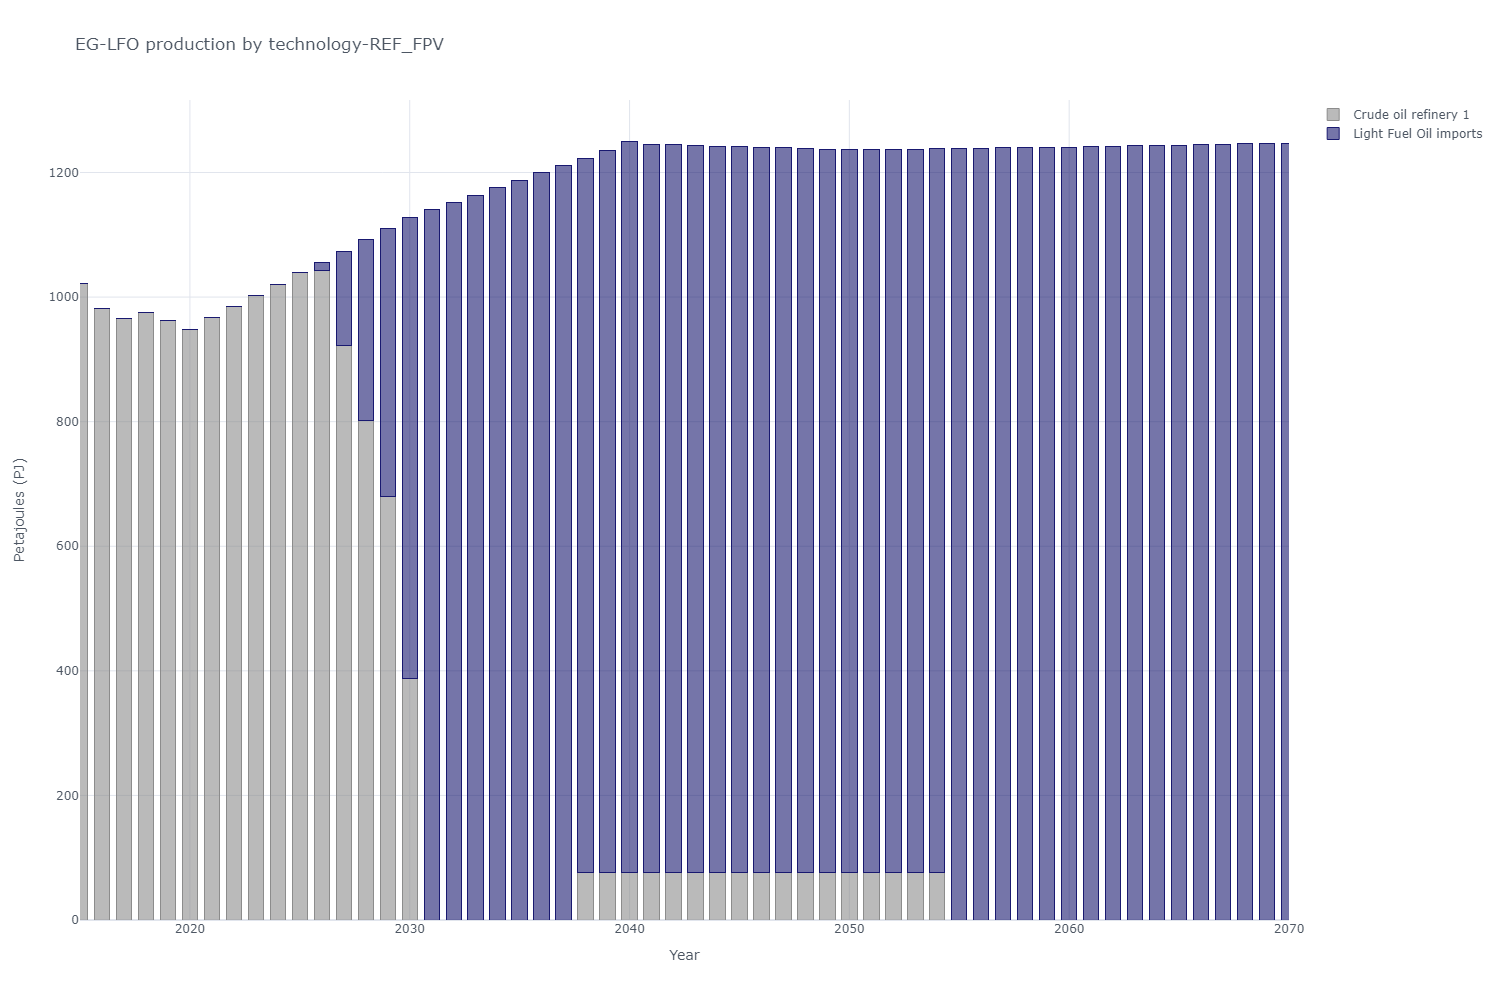 EG-LFO production by technology-REF_FPV
Crude oil refinery 1
Light Fuel Oil imports
Petajoules (PJ)
1200
1000
800
600
400
200
0
2020
2030
2040
2050
2060
2070
Year